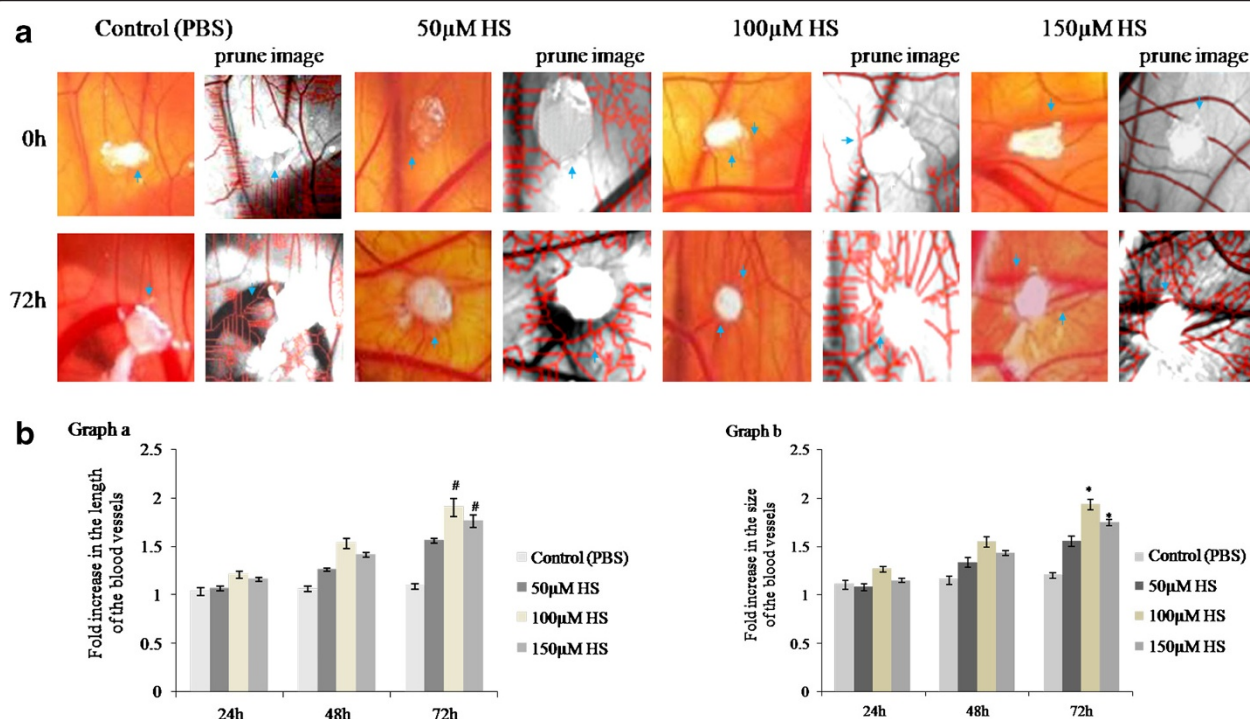 a
Control (PBS) 50µM HS 100µM HS 150µM HS
prune image prune image prune image prune image
0h
72h
b
Graph a
2.5
2
1.5
1
0.5
0
Fold increase in the length
of the blood vessels
# #
24h 48h 72h
Control (PBS)
50µM HS
100µM HS
150µM HS
Graph b
2.5
2
1.5
1
0.5
0
Fold increase in the size
of the blood vessels
* *
24h 48h 72h
Control (PBS)
50µM HS
100µM HS
150µM HS